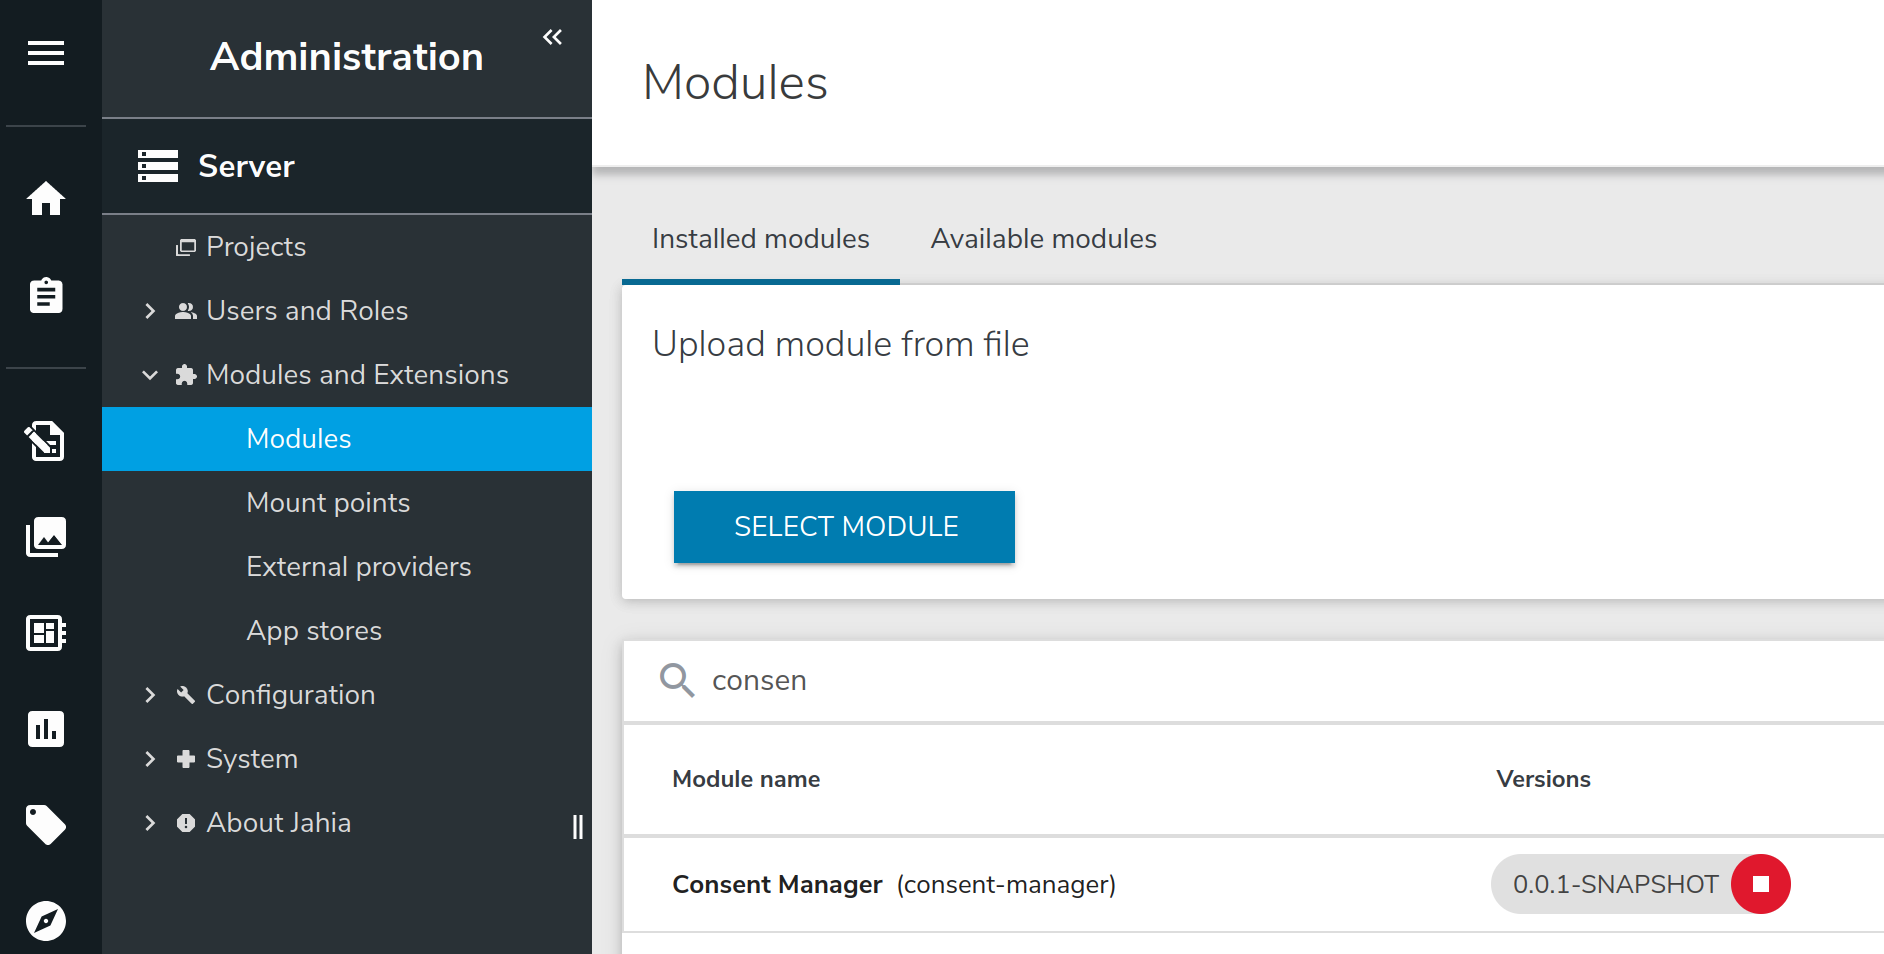 Administration
Server
Projects
Users and Roles
Modules and Extensions
Modules
Mount points
External providers
App stores
Configuration
System
About Jahia
Modules
Installed modules Available modules
Upload module from file
SELECT MODULE
consen
Module name Versions
Consent Manager (consent-manager) 0.0.1-SNAPSHOT